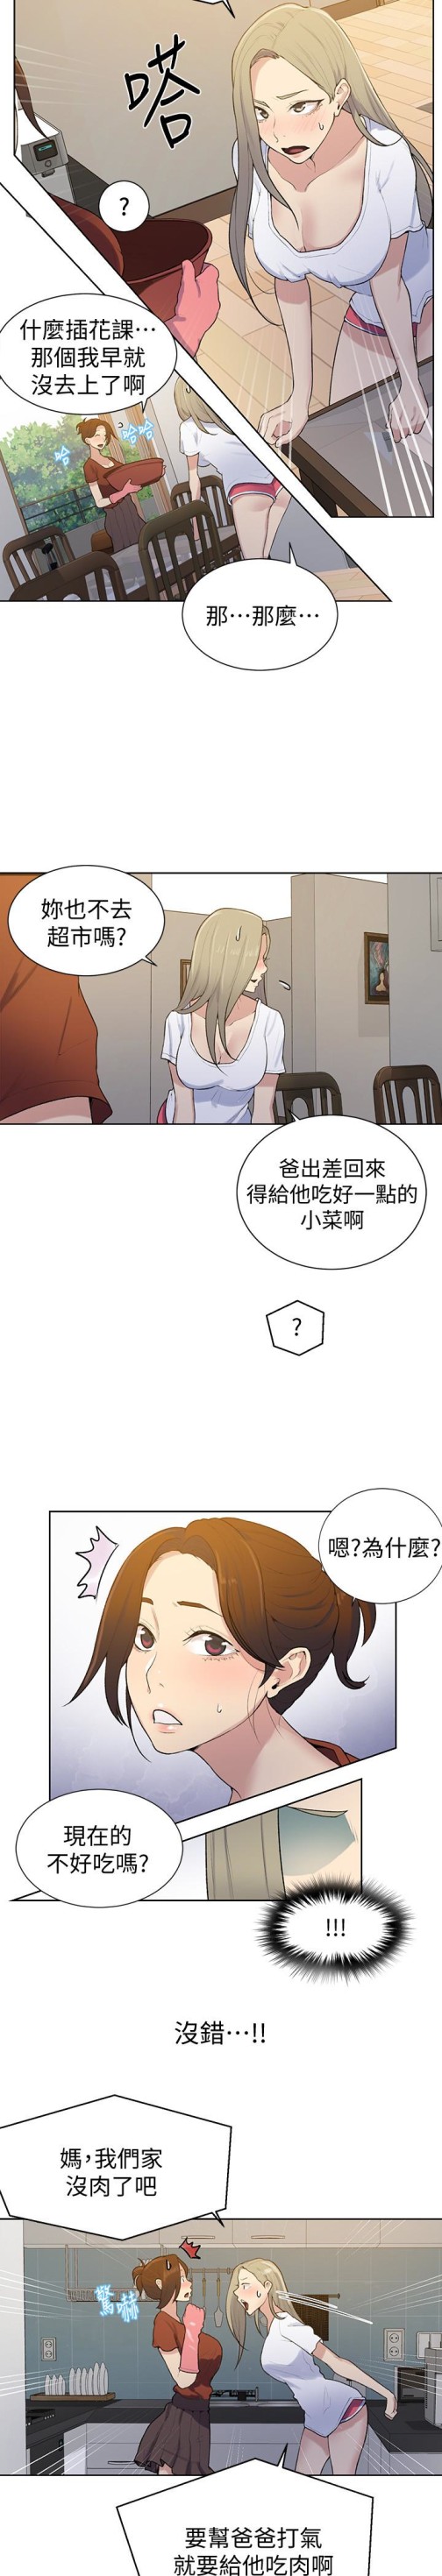 嗒
?
什麼插花課…
那個我早就
沒去上了啊
哈哈
哈
那…那麼…
妳也不去
超市嗎?
爸出差回來
得給他吃好一點的
小菜啊
?
嗯?為什麼?
現在的
不好吃嗎?
!!!
沒錯…!!
媽，我們家
沒肉了吧
驚嚇
要幫爸爸打氣
就要給他吃肉啊